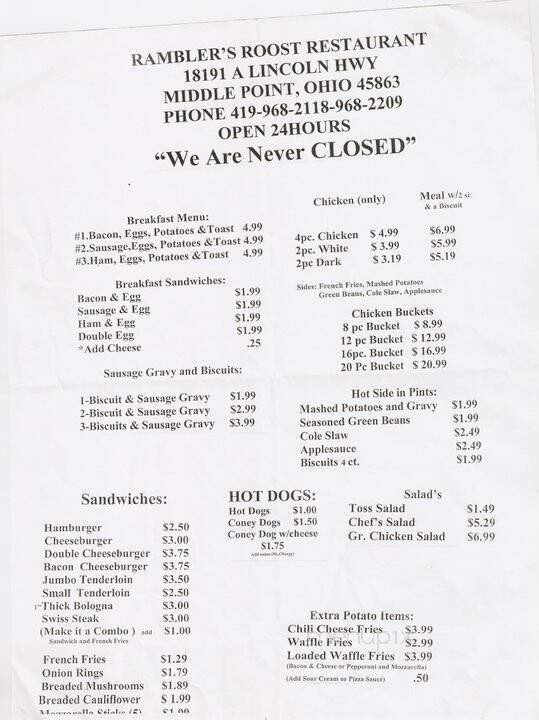 RAMBLER'S ROOST RESTAURANT
18191 A LINCOLN HWY
MIDDLE POINT, OHIO 45863
PHONE 419-968-2118-968-2209
OPEN 24HOURS
“We Are Never CLOSED”
Breakfast Menu:
#1.Bacon, Eggs, Potatoes &Toast 4.99
#2.Sausage,Eggs, Potatoes &Toast 4.99
#3.Ham, Eggs, Potatoes &Toast 4.99
Breakfast Sandwiches:
Bacon & Egg $1.99
Sausage & Egg $1.99
Ham & Egg $1.99
Double Egg $1.99
*Add Cheese .25
Sausage Gravy and Biscuits:
1-Biscuit & Sausage Gravy $1.99
2-Biscuit & Sausage Gravy $2.99
3-Biscuits & Sausage Gravy $3.99
Chicken (only) Meal W/2 si
& a Biscuit
4pc. Chicken $ 4.99 $6.99
2pc. White $ 3.99 $5.99
2pc Dark $ 3.19 $5.19
Sides: French Fries, Mashed Potatoes
Green Beans, Cole Slaw, Applesauce
Chicken Buckets
8 pc Bucket $ 8.99
12 pc Bucket $ 12.99
16pc. Bucket $ 16.99
20 Pc Bucket $ 20.99
Hot Side in Pints:
Mashed Potatoes and Gravy $1.99
Seasoned Green Beans $1.99
Cole Slaw $2.49
Applesauce $2.49
Biscuits 4 ct. $1.99
Sandwiches:
Hamburger $2.50
Cheeseburger $3.00
Double Cheeseburger $3.75
Bacon Cheeseburger $3.75
Jumbo Tenderloin $3.50
Small Tenderloin $2.50
Thick Bologna $3.00
Swiss Steak $3.00
(Make it a Combo ) add $1.00
Sandwich and French Fries
French Fries $1.29
Onion Rings $1.79
Breaded Mushrooms $1.89
Breaded Cauliflower $ 1.99
Mozzarella Sticks (5)
HOT DOGS:
Hot Dogs $1.00
Coney Dogs $1.50
Coney Dog w/cheese
$1.75
Add onion (No Charge)
Salad's
Toss Salad $1.49
Chef's Salad $5.29
Gr. Chicken Salad $6.99
Extra Potato Items:
Chili Cheese Fries $3.99
Waffle Fries $2.99
Loaded Waffle Fries $3.99
(Bacon & Cheese or Pepperoni and Mozzarella)
(Add Sour Cream or Pizza Sauce) .50